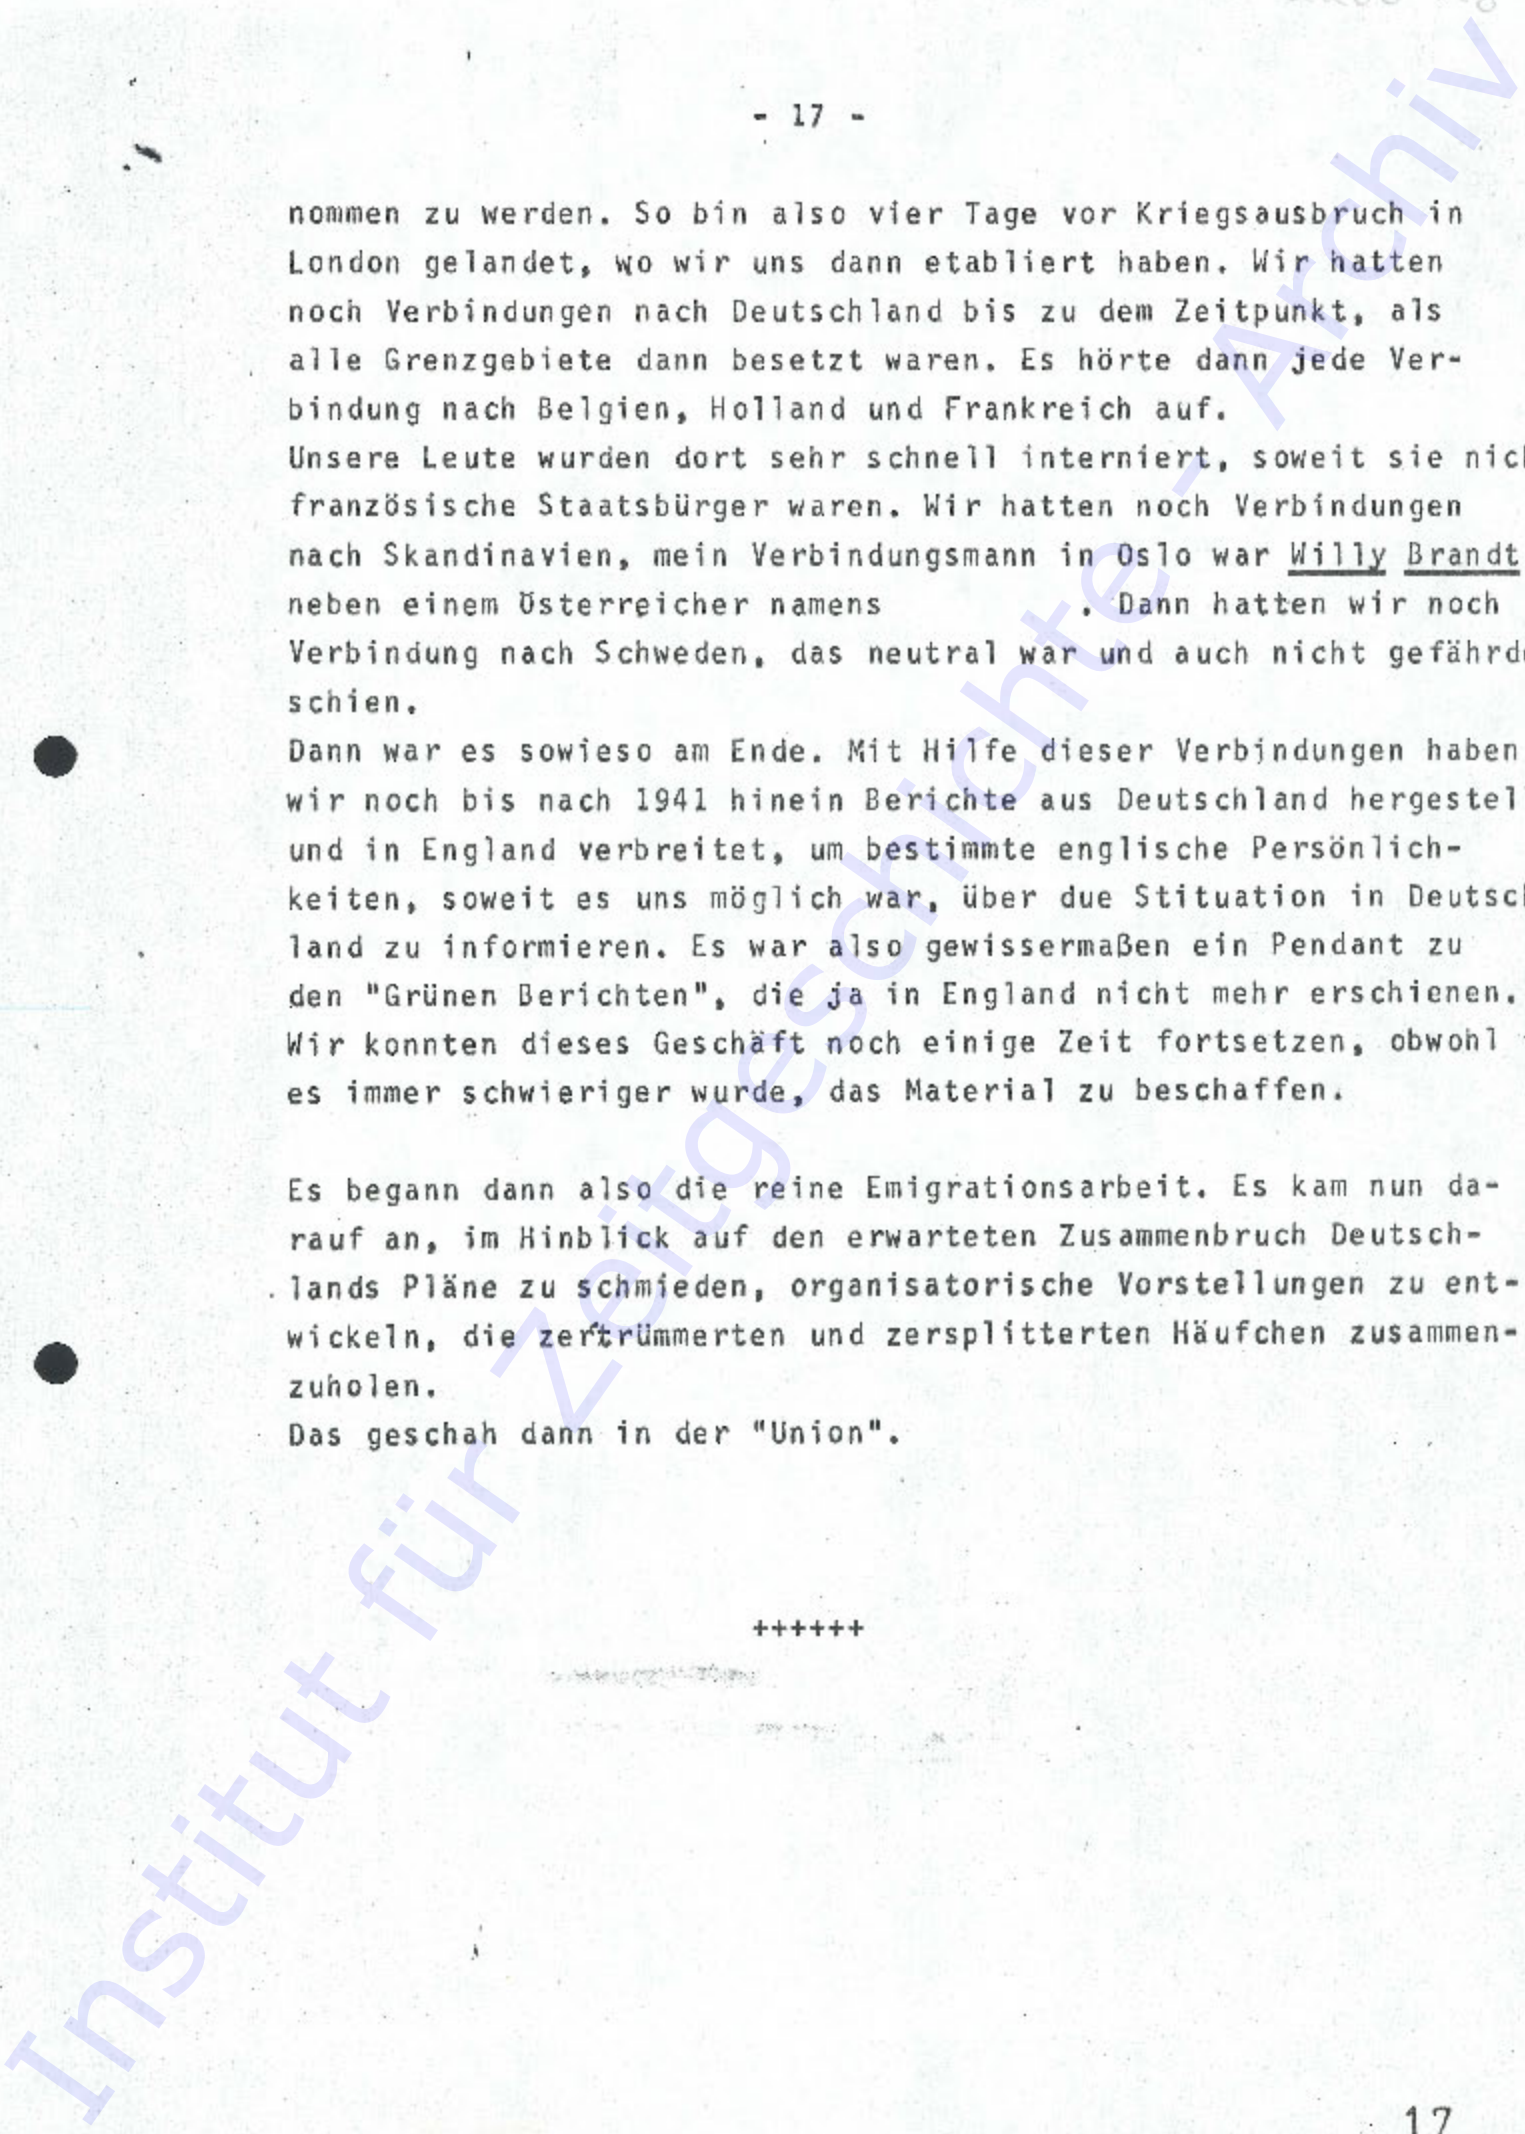 - 17 -
nommen zu werden. So bin also vier Tage vor Kriegsausbruch in
London gelandet, wo wir uns dann etabliert haben. Wir hatten
noch Verbindungen nach Deutschland bis zu dem Zeitpunkt, als
alle Grenzgebiete dann besetzt waren. Es hörte dann jede Ver-
bindung nach Belgien, Holland und Frankreich auf.
Unsere Leute wurden dort sehr schnell interniert, soweit sie nich
französische Staatsbürger waren. Wir hatten noch Verbindungen
nach Skandinavien, mein Verbindungsmann in Oslo war Willy Brandt
neben einem Österreicher namens . Dann hatten wir noch
Verbindung nach Schweden, das neutral war und auch nicht gefährde
schien.
Dann war es sowieso am Ende. Mit Hilfe dieser Verbindungen haben
wir noch bis nach 1941 hinein Berichte aus Deutschland hergestel
und in England verbreitet, um bestimmte englische Persönlich-
keiten, soweit es uns möglich war, über due Stituation in Deutsch
land zu informieren. Es war also gewissermaßen ein Pendant zu
den "Grünen Berichten", die ja in England nicht mehr erschienen.
Wir konnten dieses Geschäft noch einige Zeit fortsetzen, obwohl
es immer schwieriger wurde, das Material zu beschaffen.
Es begann dann also die reine Emigrationsarbeit. Es kam nun da-
rauf an, im Hinblick auf den erwarteten Zusammenbruch Deutsch-
lands Pläne zu schmieden, organisatorische Vorstellungen zu ent-
wickeln, die zertrümmerten und zersplitterten Häufchen zusammen-
zuholen.
Das geschah dann in der "Union".
++++++
17
Institut für Zeitgeschichte - Archiv